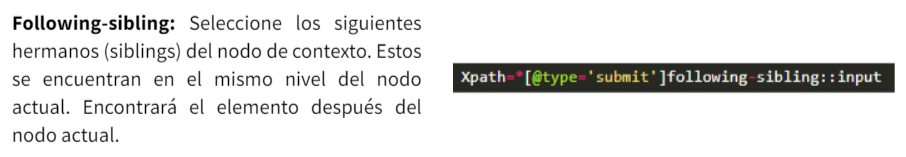 Following-sibling: Seleccione los siguientes
hermanos (siblings) del nodo de contexto. Estos
se encuentran en el mismo nivel del nodo
actual. Encontrará el elemento después del
nodo actual.
Xpath=*[@type='submit']following-sibling::input